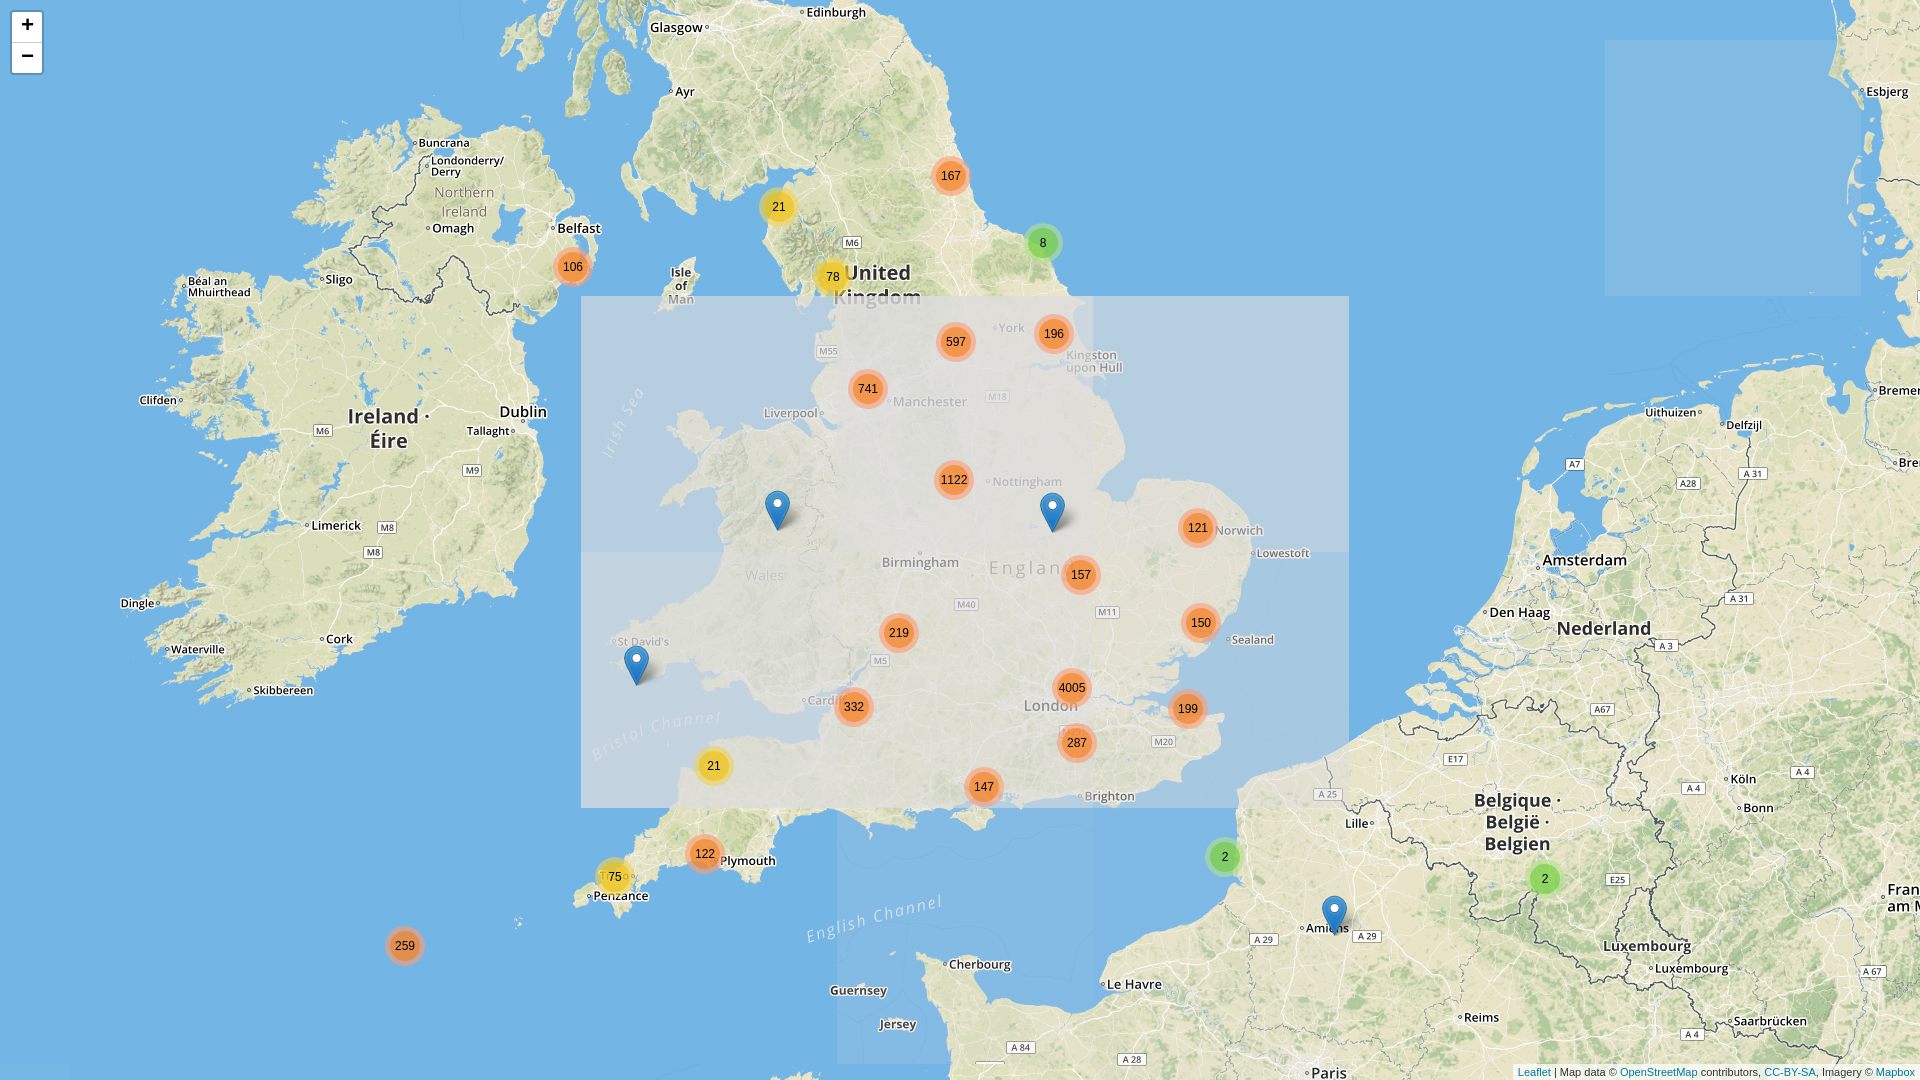 +
−
Glasgow
Edinburgh
Ayr
Esbjerg
Buncrana
Londonderry/
Derry
Northern
Ireland
Omagh
Belfast
167
21
8
M6
106
78
United
Kingdom
Isle
of
Man
Sligo
Béal an
Mhuirthead
York
196
597
M55
Kingston
upon Hull
741
Manchester
M18
Liverpool
Irish Sea
Clifden
Dublin
Ireland ·
Éire
M6
Tallaght
M9
Uithuizen
Delfzijl
Bremer
A7
A 31
A28
Bre
1122
Nottingham
Limerick
M8
M8
121
Norwich
Lowestoft
Birmingham
Englan
157
Wales
Amsterdam
M40
M11
A 31
Dingle
Den Haag
Nederland
219
150
Cork
St David's
Sealand
Waterville
M5
A 3
Skibbereen
4005
London
Cardiff
332
199
A67
Bristol Channel
287
M20
E17
21
147
Brighton
A 25
Köln
A 4
A 4
Bonn
Belgique ·
België ·
Belgien
Lille
122
Plymouth
2
75
Penzance
2
E25
Fran
am M
English Channel
Amiens
A 29
A 29
259
Luxembourg
Luxembourg
Cherbourg
A 67
Le Havre
Guernsey
Jersey
Reims
Saarbrücken
A 4
A 84
A 28
Paris
Leaflet | Map data © OpenStreetMap contributors, CC-BY-SA, Imagery © Mapbox